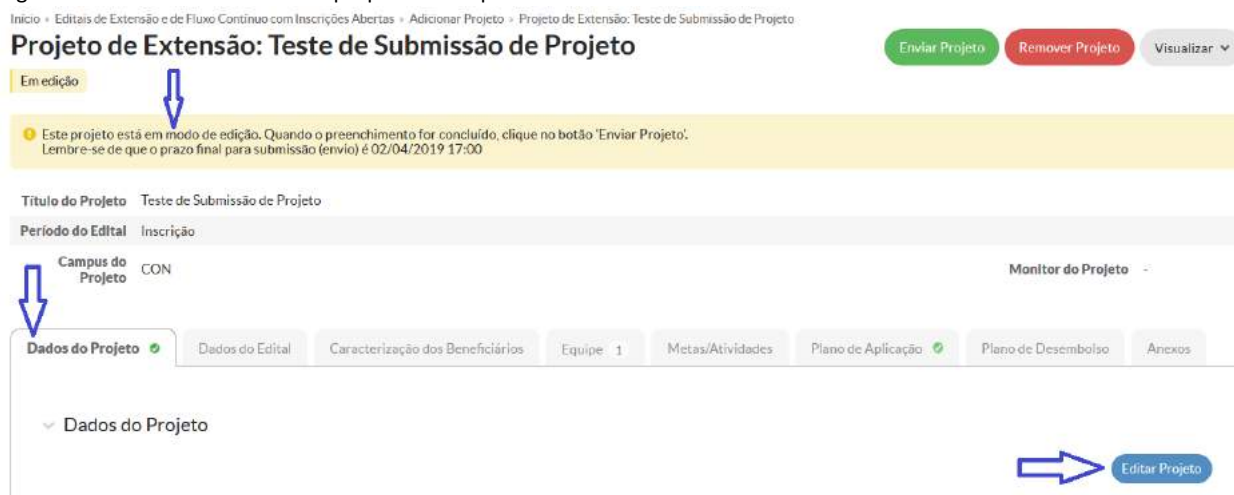 Início » Editais de Extensão e de Fluxo Contínuo com Inscrições Abertas » Adicionar Projeto » Projeto de Extensão: Teste de Submissão de Projeto
Projeto de Extensão: Teste de Submissão de Projeto
Enviar Projeto Remover Projeto Visualizar
Em edição
Este projeto está em modo de edição. Quando o preenchimento for concluído, clique no botão 'Enviar Projeto'.
Lembre-se de que o prazo final para submissão (envio) é 02/04/2019 17:00
Título do Projeto Teste de Submissão de Projeto
Período do Edital Inscrição
Campus do Projeto CON Monitor do Projeto -
Dados do Projeto Dados do Edital Caracterização dos Beneficiários Equipe 1 Metas/Atividades Plano de Aplicação Plano de Desembolso Anexos
Dados do Projeto
Editar Projeto